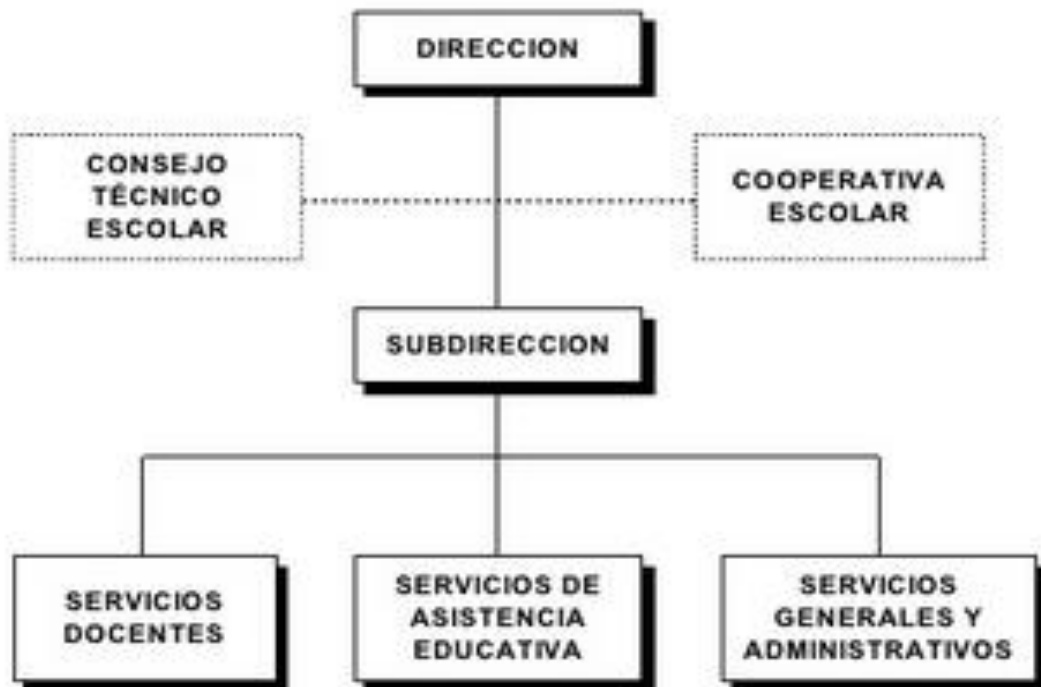 DIRECCION
CONSEJO
TÉCNICO
ESCOLAR
COOPERATIVA
ESCOLAR
SUBDIRECCION
SERVICIOS
DOCENTES
SERVICIOS DE
ASISTENCIA
EDUCATIVA
SERVICIOS
GENERALES Y
ADMINISTRATIVOS